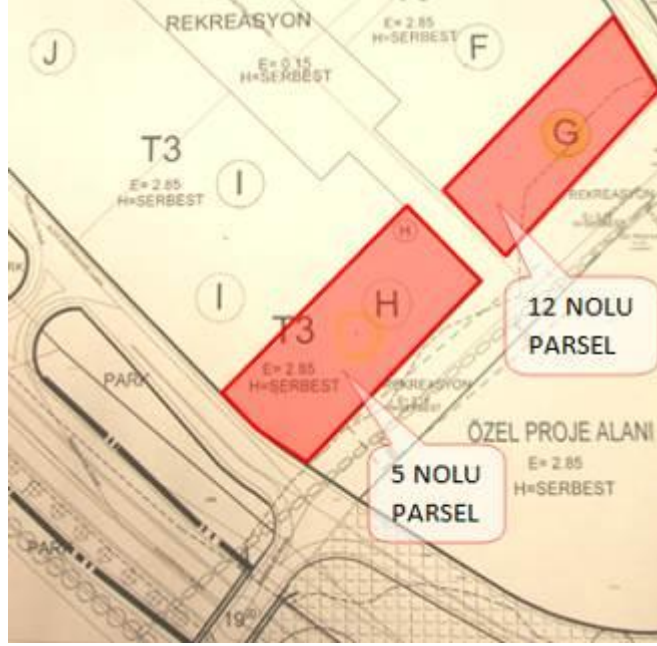 REKREASYON
E= 0.15
H=SERBEST
E= 2.85
H=SERBEST
J
F
G
T3
E= 2.85
H=SERBEST
I
REKREASYON
H
12 NOLU
PARSEL
I
H
T3
E= 2.85
H=SERBEST
PARK
REKREASYON
ÖZEL PROJE ALANI
E= 2.85
H=SERBEST
5 NOLU
PARSEL
PARK
19